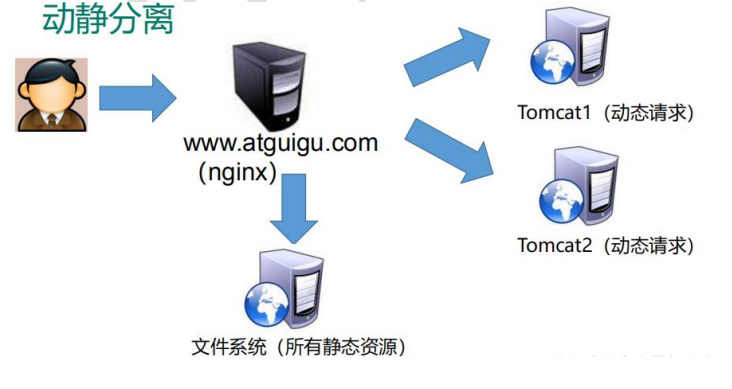 动静分离
www.atguigu.com
（nginx）
Tomcat1（动态请求）
Tomcat2（动态请求）
文件系统（所有静态资源）